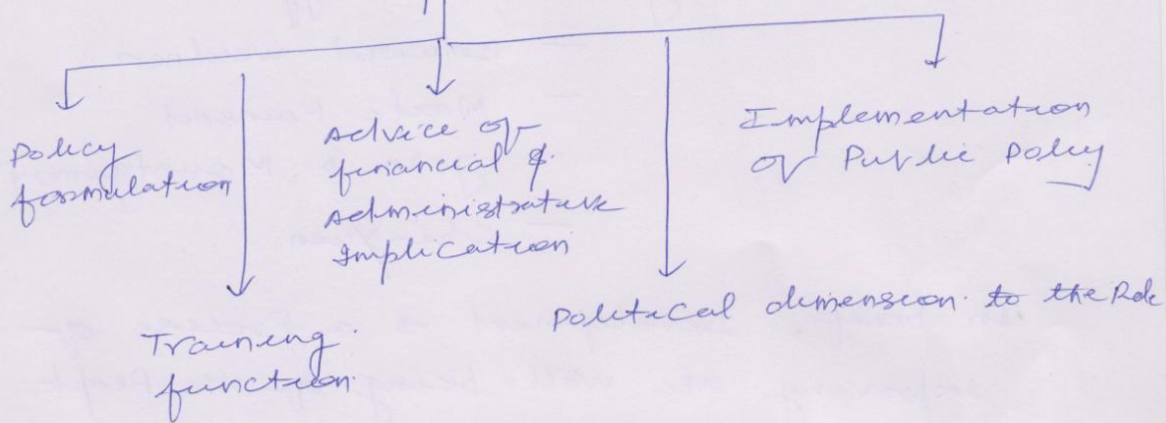 Policy
formulation
Training
function
Advice of
financial &
Administrative
Implication
Political dimension to the Role
Implementation
of Public Policy